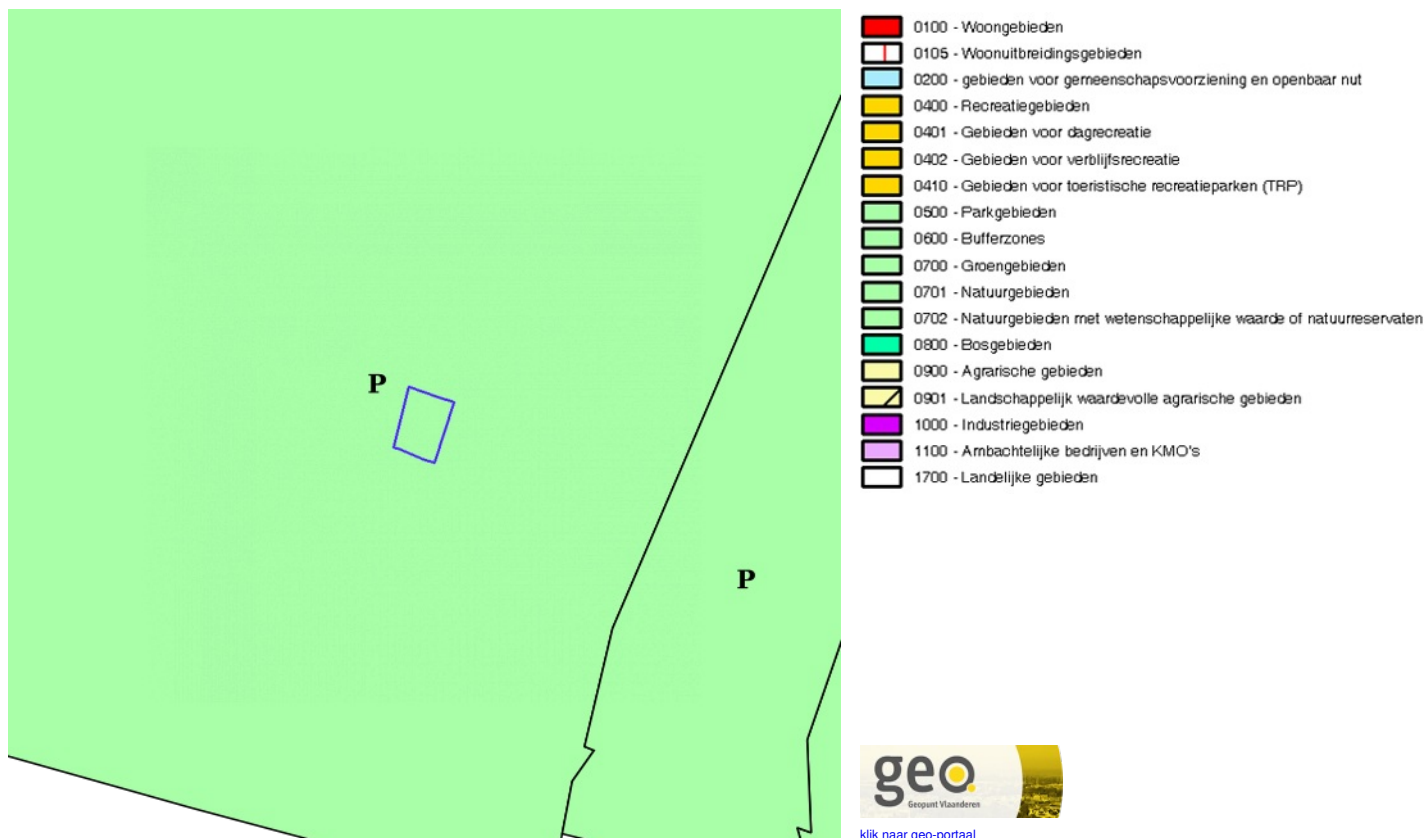 0100 - Woongebieden
0105 - Woonuitbreidingsgebieden
0200 - gebieden voor gemeenschapsvoorziening en openbaar nut
0400 - Recreatiegebieden
0401 - Gebieden voor dagrecreatie
0402 - Gebieden voor verblijfsrecreatie
0410 - Gebieden voor toeristische recreatieparken (TRP)
0500 - Parkgebieden
0600 - Bufferzones
0700 - Groengebieden
0701 - Natuurgebieden
0702 - Natuurgebieden met wetenschappelijke waarde of natuurreservaten
0800 - Bosgebieden
0900 - Agrarische gebieden
0901 - Landschappelijk waardevolle agrarische gebieden
1000 - Industriegebieden
1100 - Ambachtelijke bedrijven en KMO's
1700 - Landelijke gebieden
P
P
geo
Geopunt Vlaanderen
klik naar geo-portaal